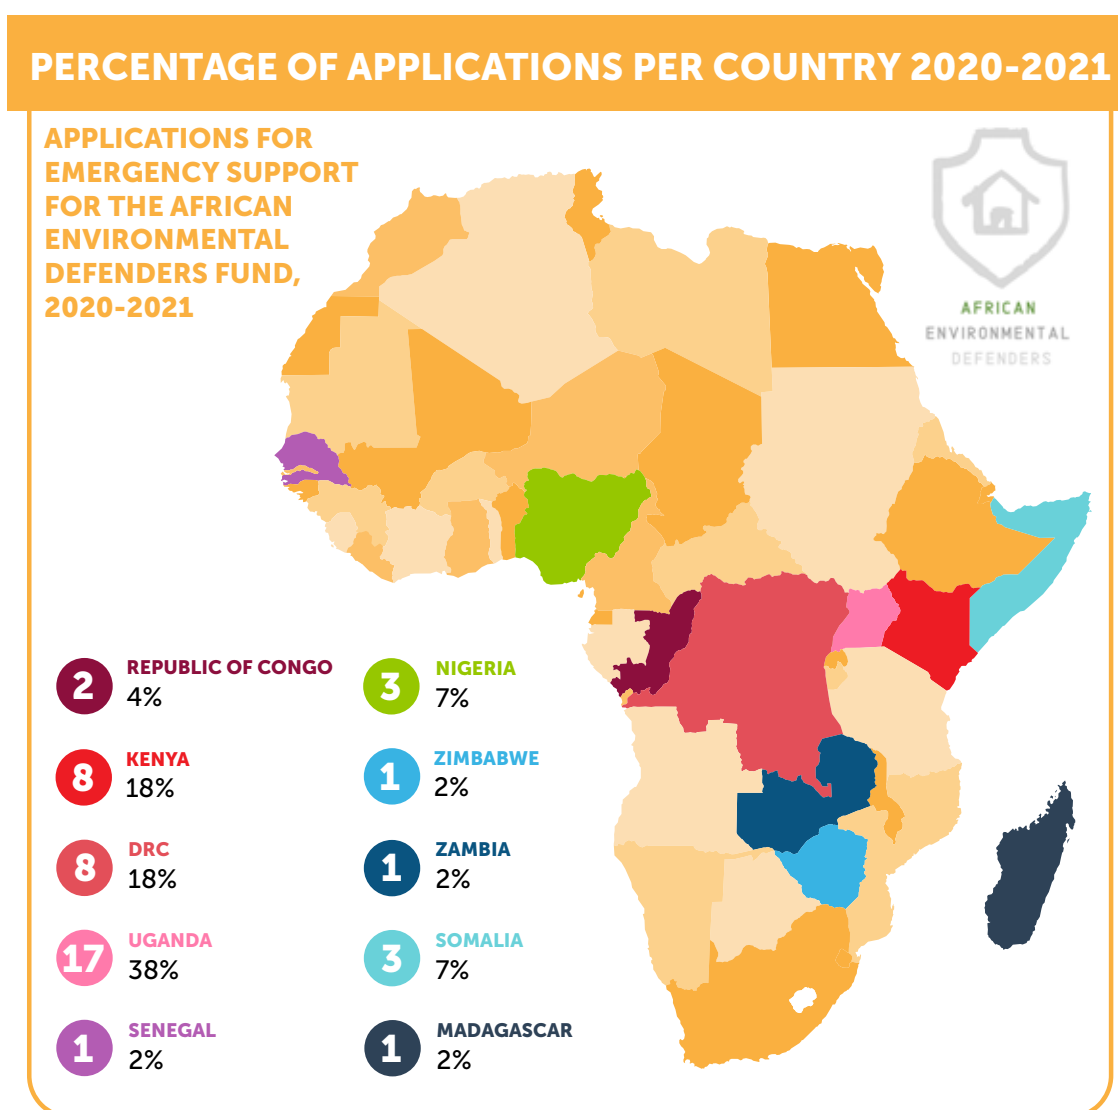 PERCENTAGE OF APPLICATIONS PER COUNTRY 2020-2021
APPLICATIONS FOR
EMERGENCY SUPPORT
FOR THE AFRICAN
ENVIRONMENTAL
DEFENDERS FUND,
2020-2021
AFRICAN
ENVIRONMENTAL
DEFENDERS
2
REPUBLIC OF CONGO
4%
8
KENYA
18%
8
DRC
18%
17
UGANDA
38%
1
SENEGAL
2%
3
NIGERIA
7%
1
ZIMBABWE
2%
1
ZAMBIA
2%
3
SOMALIA
7%
1
MADAGASCAR
2%